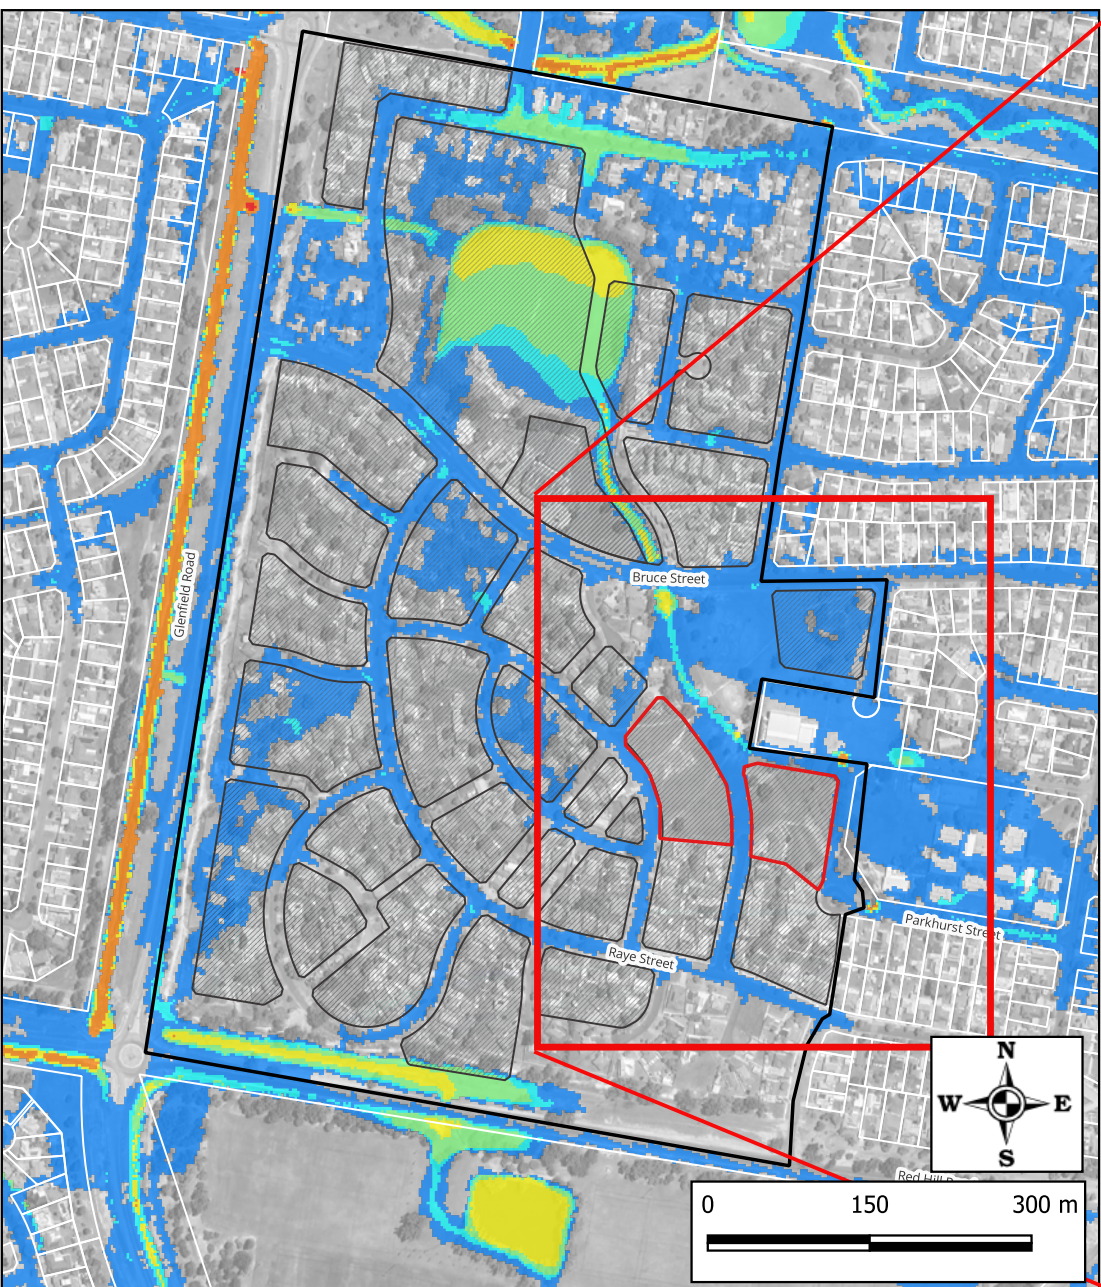 Glenfield Road
Bruce Street
Parkhurst Street
Raye Street
N
W E
S
Red Hill
0 150 300 m